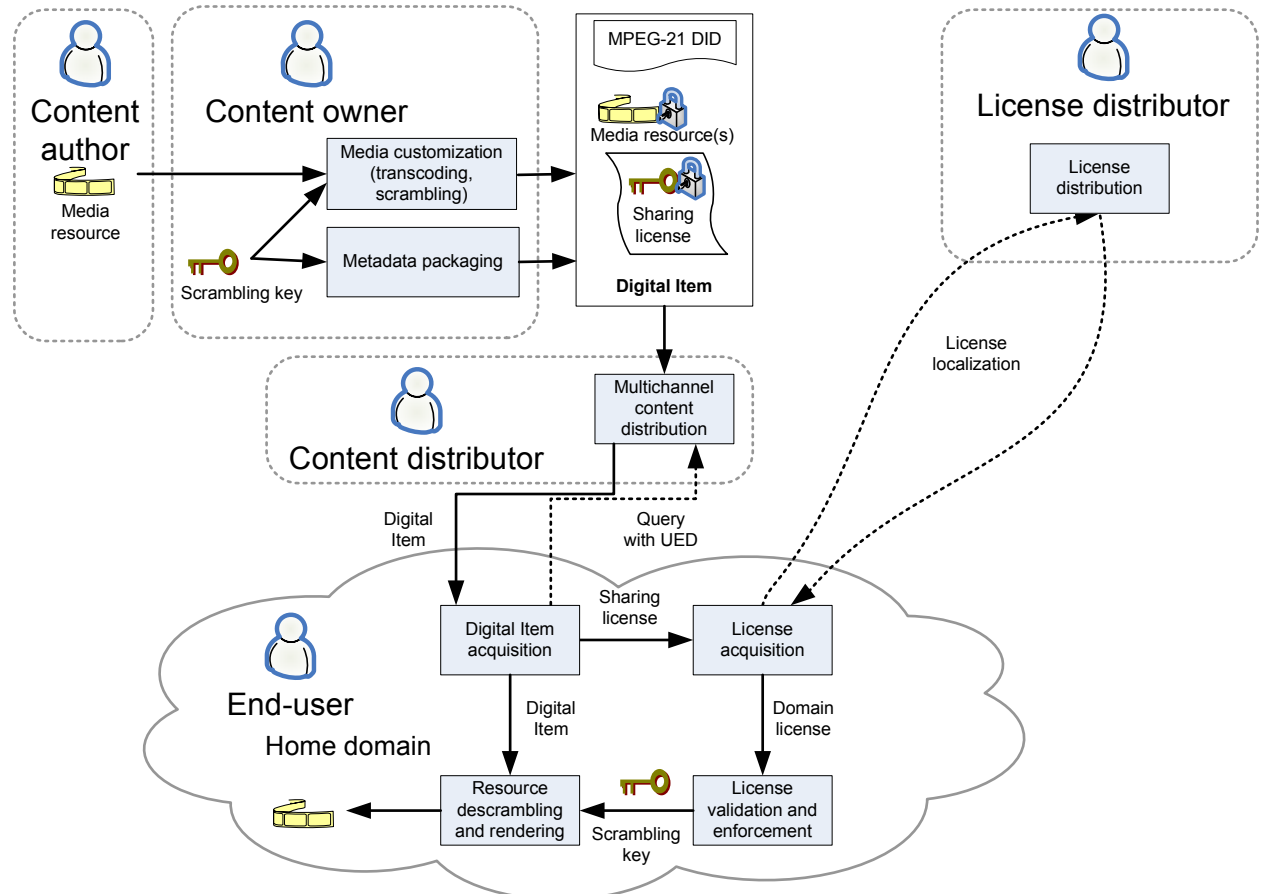 Content
author
Media
resource
Content owner
Media customization
(transcoding,
scrambling)
Metadata packaging
Scrambling key
MPEG-21 DID
Media resource(s)
Sharing
license
Digital Item
License distributor
License
distribution
License
localization
Multichannel
content
distribution
Content distributor
Digital
Item
Query
with UED
Sharing
license
Digital Item
acquisition
License
acquisition
End-user
Home domain
Digital
Item
Domain
license
Resource
descrambling
and rendering
Scrambling
key
License
validation and
enforcement